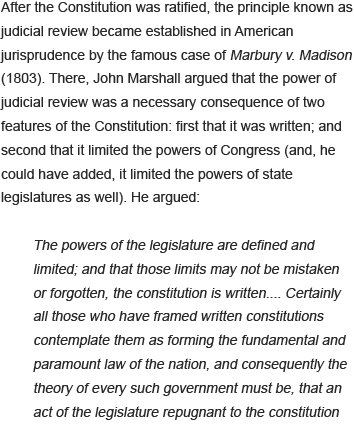 After the Constitution was ratified, the principle known as
judicial review became established in American
jurisprudence by the famous case of Marbury v. Madison
(1803). There, John Marshall argued that the power of
judicial review was a necessary consequence of two
features of the Constitution: first that it was written; and
second that it limited the powers of Congress (and, he
could have added, it limited the powers of state
legislatures as well). He argued:
The powers of the legislature are defined and
limited; and that those limits may not be mistaken
or forgotten, the constitution is written.... Certainly
all those who have framed written constitutions
contemplate them as forming the fundamental and
paramount law of the nation, and consequently the
theory of every such government must be, that an
act of the legislature repugnant to the constitution